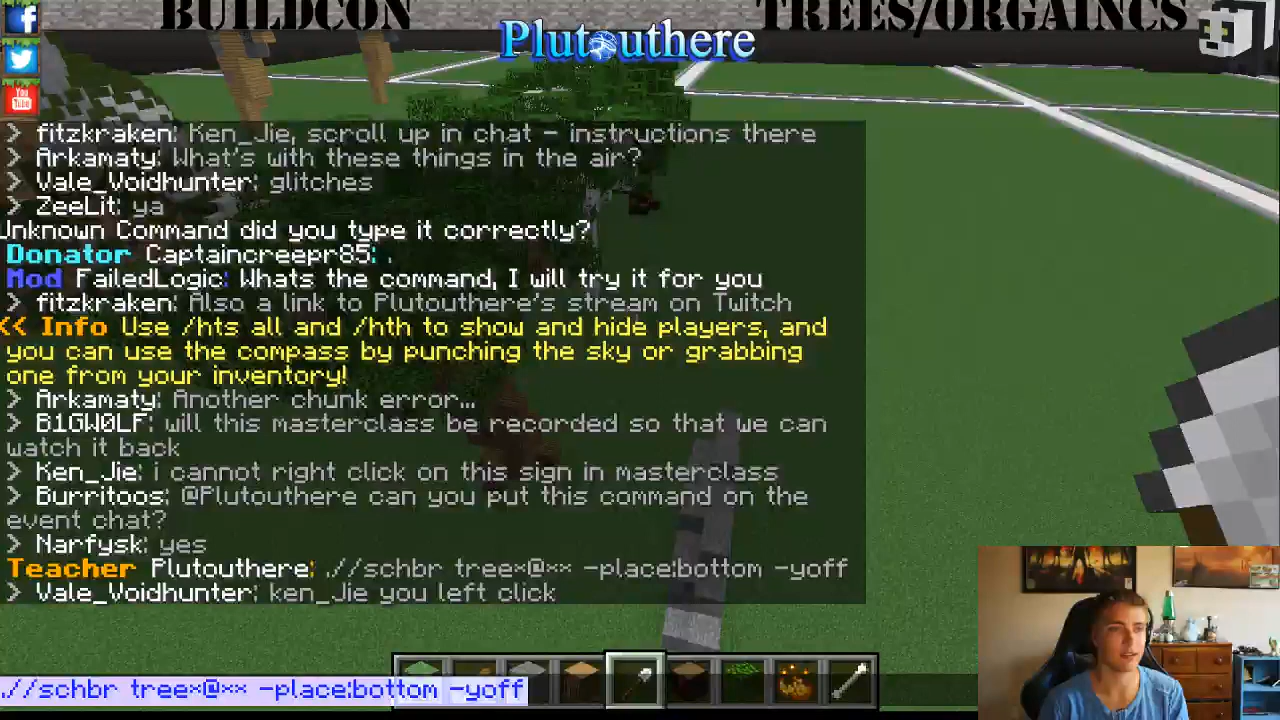 BUILDCON
TREES/ORGAINCS
Plutouthere
You Tube
> fitzkraken: Ken_Jie, scroll up in chat - instructions there
> Arkamaty: What's with these things in the air?
> Vale_Voidhunter: glitches
> ZeeLit: ya
Unknown Command did you type it correctly?
Donator Captaincreepr85: .
Mod FailedLogic: Whats the command, I will try it for you
> fitzkraken: Also a link to Plutouthere's stream on Twitch
<< Info Use /hts all and /hth to show and hide players, and
you can use the compass by punching the sky or grabbing
one from your inventory!
> Arkamaty: Another chunk error...
> B1GW0LF: will this masterclass be recorded so that we can
watch it back
> Ken_Jie: i cannot right click on this sign in masterclass
> Burritoos: @Plutouthere can you put this command on the
event chat?
> Narfysk: yes
Teacher Plutouthere: .//schbr tree*@** -place:bottom -yoff
> Vale_Voidhunter: ken_Jie you left click
.//schbr tree*@** -place:bottom -yoff